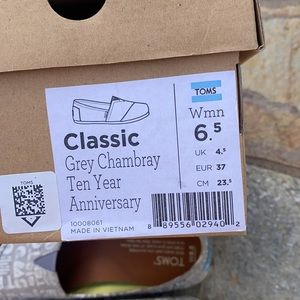 TOMS
Classic
Grey Chambray
Ten Year
Anniversary
10008061
MADE IN VIETNAM
Wmn
6.5
UK 4.5
EUR 37
CM 23.5
8 89556 02940 2
TOMS
TOMS